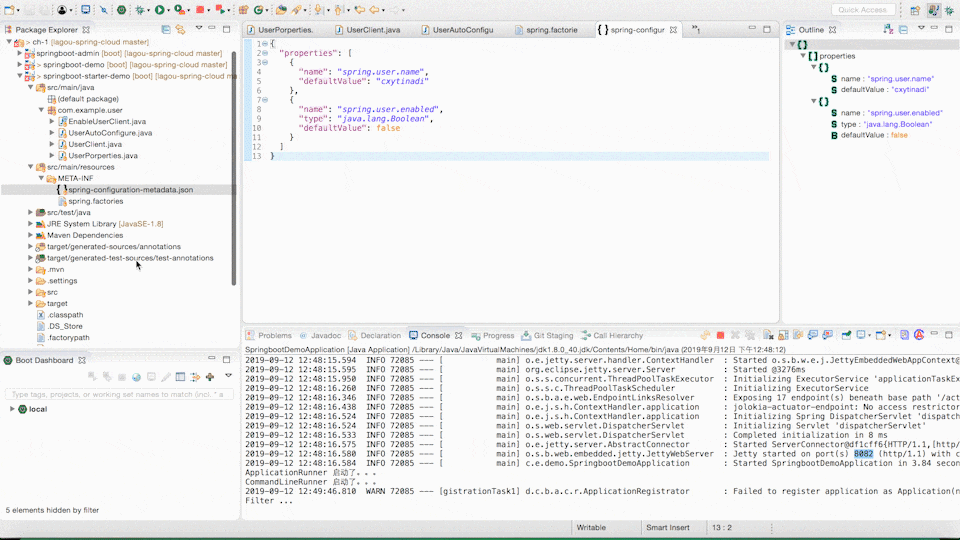 Quick Access
Package Explorer
> ch-1 [lagou-spring-cloud master]
springboot-admin [boot] [lagou-spring-cloud master]
> springboot-demo [boot] [lagou-spring-cloud master]
> springboot-starter-demo [boot] [lagou-spring-cloud m
src/main/java
(default package)
com.example.user
EnableUserClient.java
UserAutoConfigure.java
UserClient.java
UserPorperties.java
src/main/resources
META-INF
spring-configuration-metadata.json
spring.factories
src/test/java
JRE System Library [JavaSE-1.8]
Maven Dependencies
target/generated-sources/annotations
target/generated-test-sources/test-annotations
.mvn
.settings
src
target
.classpath
.DS_Store
.factorypath
Boot Dashboard
Type tags, projects, or working set names to match (incl. * a
local
5 elements hidden by filter
UserPorperties. UserClient.java UserAutoConfigu spring.factorie spring-configur
1 {
2 "properties": [
3 {
4 "name": "spring.user.name",
5 "defaultValue": "cxytinadi"
6 },
7 {
8 "name": "spring.user.enabled",
9 "type": "java.lang.Boolean",
10 "defaultValue": false
11 }
12 ]
13 }
Outline
{}
properties
{}
name : "spring.user.name"
defaultValue : "cxytinadi"
{}
name : "spring.user.enabled"
type : "java.lang.Boolean"
defaultValue : false
Problems Javadoc Declaration Console Progress Git Staging Call Hierarchy
SpringbootDemoApplication [Java Application] /Library/Java/JavaVirtualMachines/jdk1.8.0_40.jdk/Contents/Home/bin/java (2019年9月12日 下午12:48:12)
2019-09-12 12:48:15.594 INFO 72085 --- [ main] o.e.jetty.server.handler.ContextHandler : Started o.s.b.w.e.j.JettyEmbeddedWebAppContext@
2019-09-12 12:48:15.595 INFO 72085 --- [ main] org.eclipse.jetty.server.Server : Started @3276ms
2019-09-12 12:48:15.950 INFO 72085 --- [ main] o.s.s.concurrent.ThreadPoolTaskExecutor : Initializing ExecutorService 'applicationTaskEx
2019-09-12 12:48:16.260 INFO 72085 --- [ main] o.s.s.c.ThreadPoolTaskScheduler : Initializing ExecutorService
2019-09-12 12:48:16.346 INFO 72085 --- [ main] o.s.b.a.e.web.EndpointLinksResolver : Exposing 17 endpoint(s) beneath base path '/act
2019-09-12 12:48:16.438 INFO 72085 --- [ main] o.e.j.s.h.ContextHandler.application : jolokia-actuator-endpoint: No access restrictor
2019-09-12 12:48:16.524 INFO 72085 --- [ main] o.e.j.s.h.ContextHandler.application : Initializing Spring DispatcherServlet 'dispatch
2019-09-12 12:48:16.524 INFO 72085 --- [ main] o.s.web.servlet.DispatcherServlet : Initializing Servlet 'dispatcherServlet'
2019-09-12 12:48:16.533 INFO 72085 --- [ main] o.s.web.servlet.DispatcherServlet : Completed initialization in 8 ms
2019-09-12 12:48:16.575 INFO 72085 --- [ main] o.e.jetty.server.AbstractConnector : Started ServerConnector@df1cff6{HTTP/1.1,[http/
2019-09-12 12:48:16.580 INFO 72085 --- [ main] o.s.b.web.embedded.jetty.JettyWebServer : Jetty started on port(s) 8082 (http/1.1) with c
2019-09-12 12:48:16.584 INFO 72085 --- [ main] c.e.demo.SpringbootDemoApplication : Started SpringbootDemoApplication in 3.84 secon
ApplicationRunner 启动了。。。
CommandLineRunner 启动了。。。
2019-09-12 12:49:46.810 WARN 72085 --- [gistrationTask1] d.c.b.a.c.r.ApplicationRegistrator : Failed to register application as Application(n
Filter ...
Writable Smart Insert 13 : 2